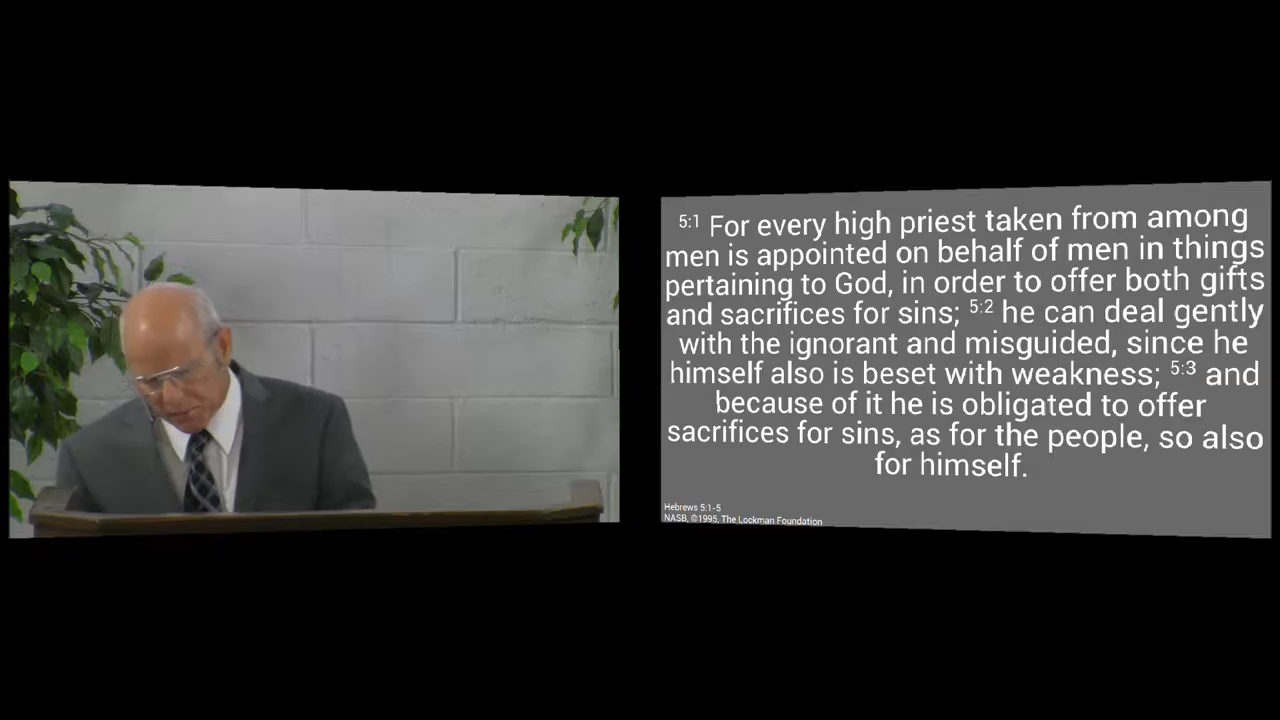 5:1 For every high priest taken from among
men is appointed on behalf of men in things
pertaining to God, in order to offer both gifts
and sacrifices for sins; 5:2 he can deal gently
with the ignorant and misguided, since he
himself also is beset with weakness; 5:3 and
because of it he is obligated to offer
sacrifices for sins, as for the people, so also
for himself.
Hebrews 5:1-5
NASB, ©1995, The Lockman Foundation